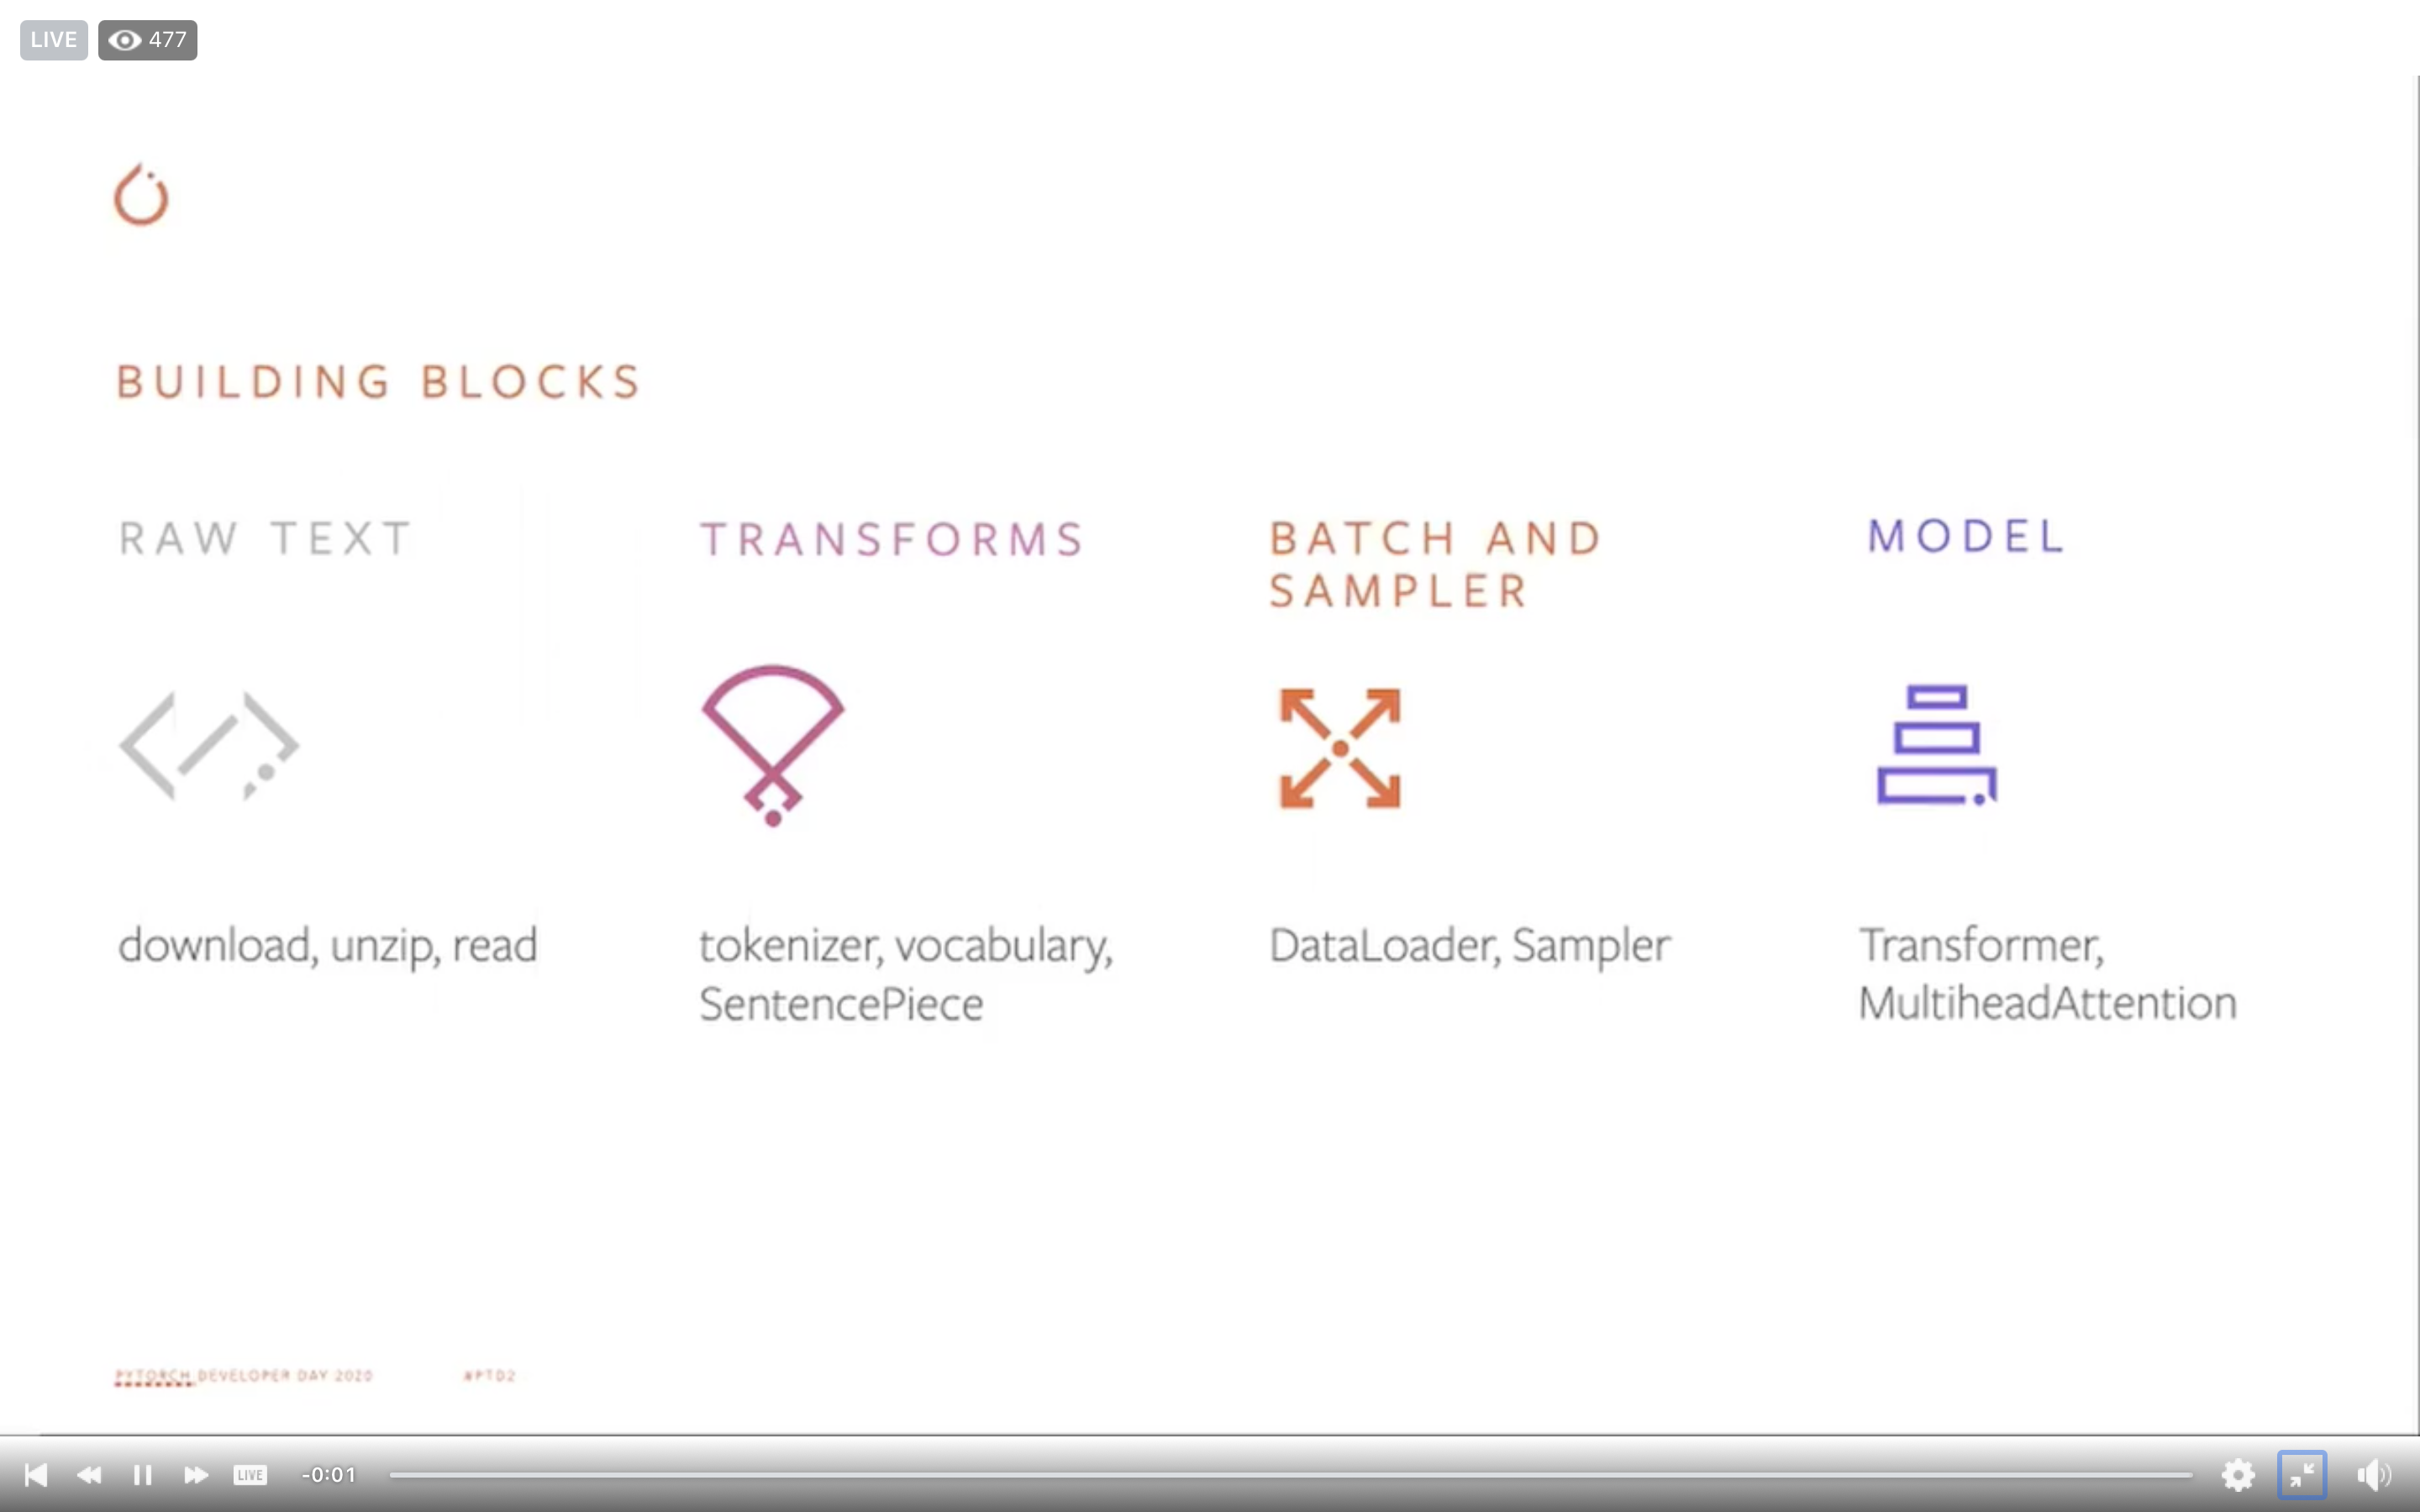 LIVE 477
BUILDING BLOCKS
RAW TEXT
TRANSFORMS
BATCH AND
SAMPLER
MODEL
download, unzip, read
tokenizer, vocabulary,
SentencePiece
DataLoader, Sampler
Transformer,
MultiheadAttention
PYTORCH DEVELOPER DAY 2020 #PTD2
LIVE -0:01